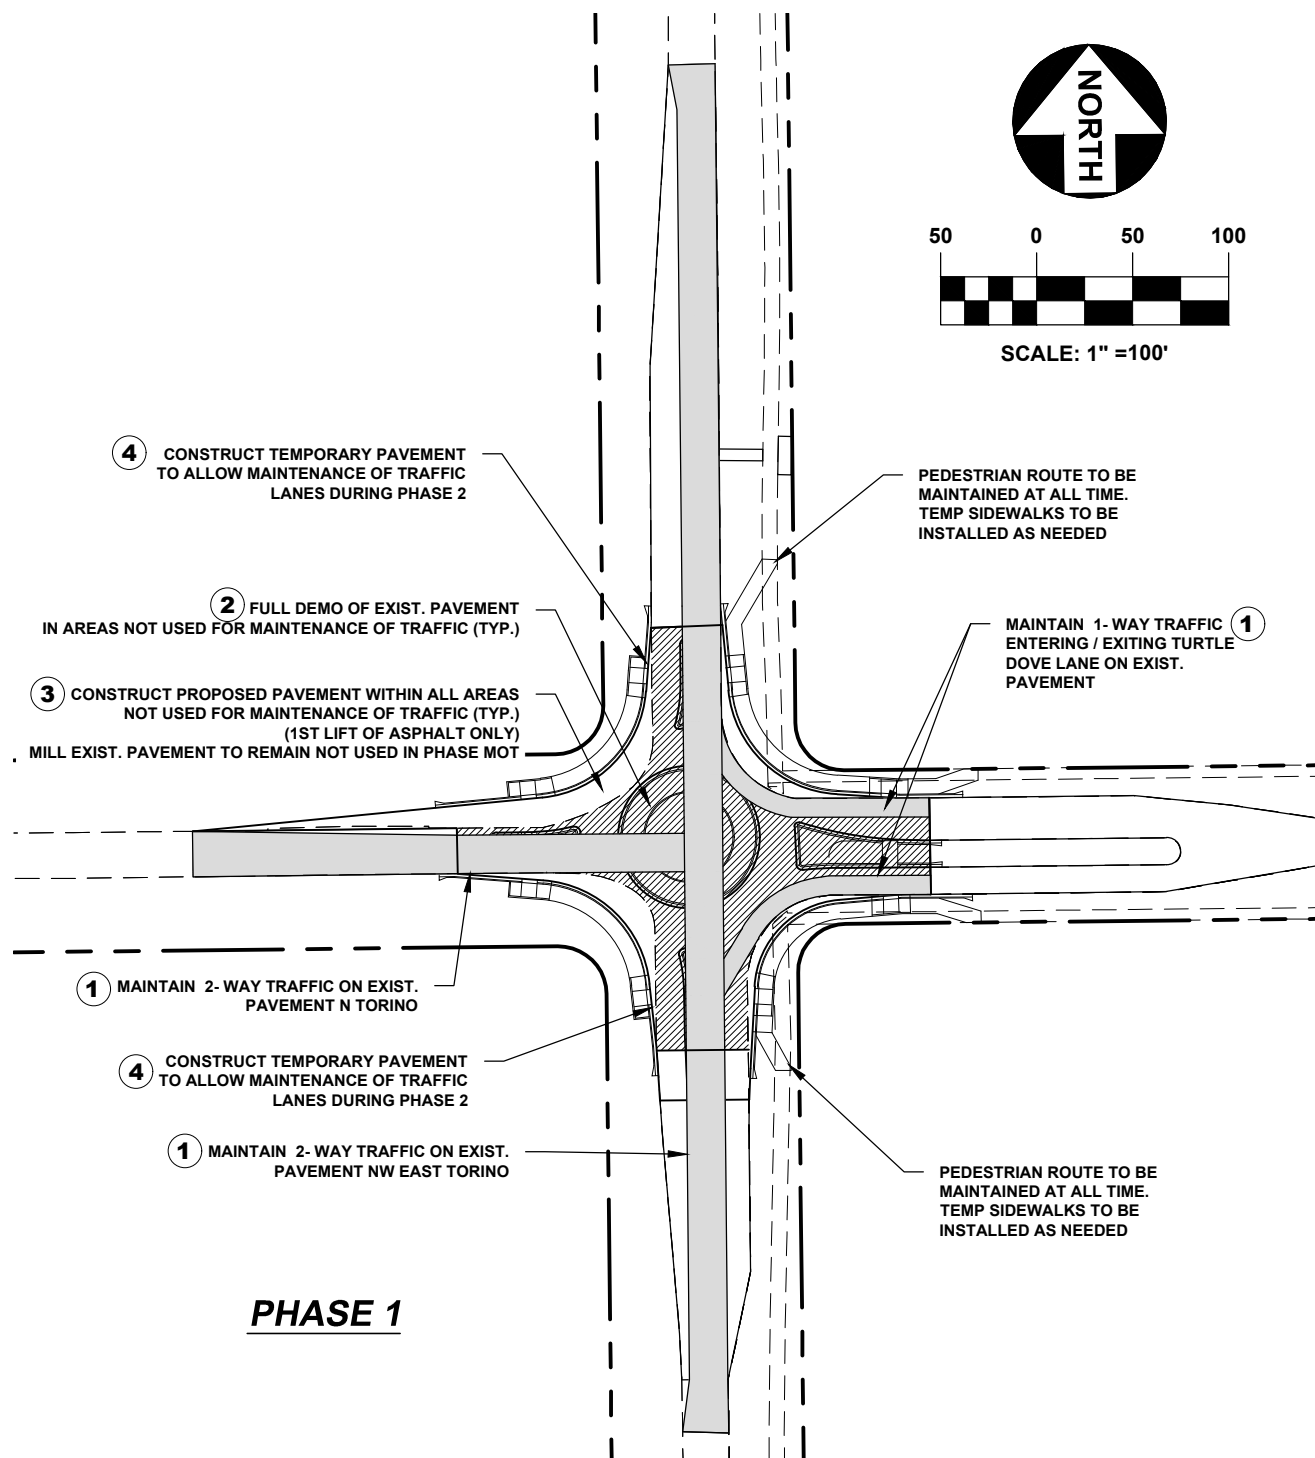 NORTH
50 0 50 100
SCALE: 1" =100'
4 CONSTRUCT TEMPORARY PAVEMENT
TO ALLOW MAINTENANCE OF TRAFFIC
LANES DURING PHASE 2
PEDESTRIAN ROUTE TO BE
MAINTAINED AT ALL TIME.
TEMP SIDEWALKS TO BE
INSTALLED AS NEEDED
2 FULL DEMO OF EXIST. PAVEMENT
IN AREAS NOT USED FOR MAINTENANCE OF TRAFFIC (TYP.)
MAINTAIN 1- WAY TRAFFIC 1
ENTERING / EXITING TURTLE
DOVE LANE ON EXIST.
PAVEMENT
3 CONSTRUCT PROPOSED PAVEMENT WITHIN ALL AREAS
NOT USED FOR MAINTENANCE OF TRAFFIC (TYP.)
(1ST LIFT OF ASPHALT ONLY)
MILL EXIST. PAVEMENT TO REMAIN NOT USED IN PHASE MOT
1 MAINTAIN 2- WAY TRAFFIC ON EXIST.
PAVEMENT N TORINO
4 CONSTRUCT TEMPORARY PAVEMENT
TO ALLOW MAINTENANCE OF TRAFFIC
LANES DURING PHASE 2
1 MAINTAIN 2- WAY TRAFFIC ON EXIST.
PAVEMENT NW EAST TORINO
PEDESTRIAN ROUTE TO BE
MAINTAINED AT ALL TIME.
TEMP SIDEWALKS TO BE
INSTALLED AS NEEDED
PHASE 1